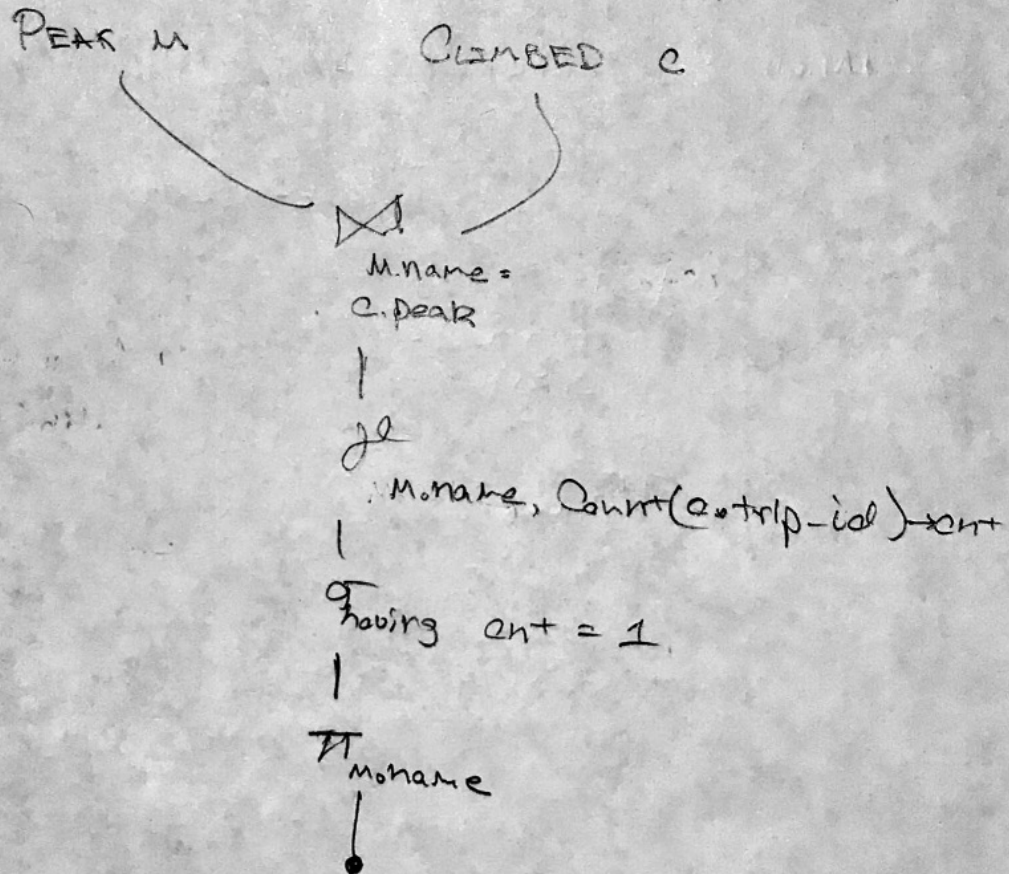 PEAK M
CLIMBED C
⋈
M.name =
C.peak
γ
M.name, Count(c.trip-id)→cnt
σ
having cnt = 1
π M.name